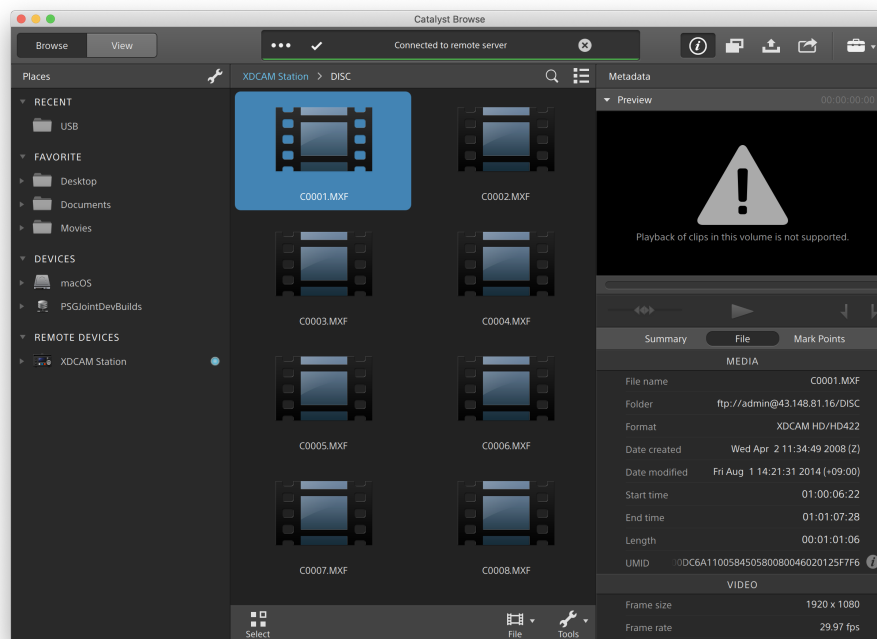 Catalyst Browse
Browse
View
Connected to remote server
Places
XDCAM Station > DISC
Metadata
RECENT
USB
FAVORITE
Desktop
Documents
Movies
DEVICES
macOS
PSGJointDevBuilds
REMOTE DEVICES
XDCAM Station
C0001.MXF
C0002.MXF
C0003.MXF
C0004.MXF
C0005.MXF
C0006.MXF
C0007.MXF
C0008.MXF
Select
File
Tools
Preview 00:00:00:00
Playback of clips in this volume is not supported.
Summary
File
Mark Points
MEDIA
File name C0001.MXF
Folder ftp://admin@43.148.81.16/DISC
Format XDCAM HD/HD422
Date created Wed Apr 2 11:34:49 2008 (Z)
Date modified Fri Aug 1 14:21:31 2014 (+09:00)
Start time 01:00:06:22
End time 01:01:07:28
Length 00:01:01:06
UMID 0DC6A11005845058008004602012​5F7F6
VIDEO
Frame size 1920 x 1080
Frame rate 29.97 fps